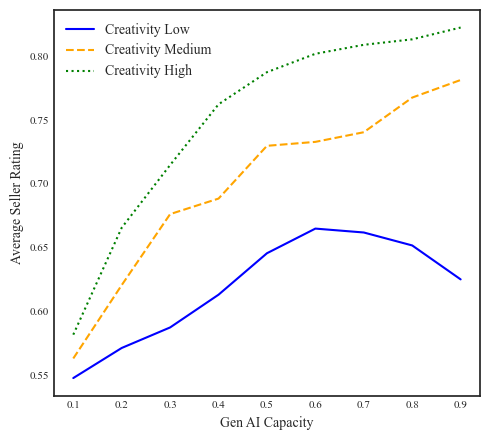 Creativity Low
Creativity Medium
Creativity High
Average Seller Rating
0.80
0.75
0.70
0.65
0.60
0.55
0.1 0.2 0.3 0.4 0.5 0.6 0.7 0.8 0.9
Gen AI Capacity